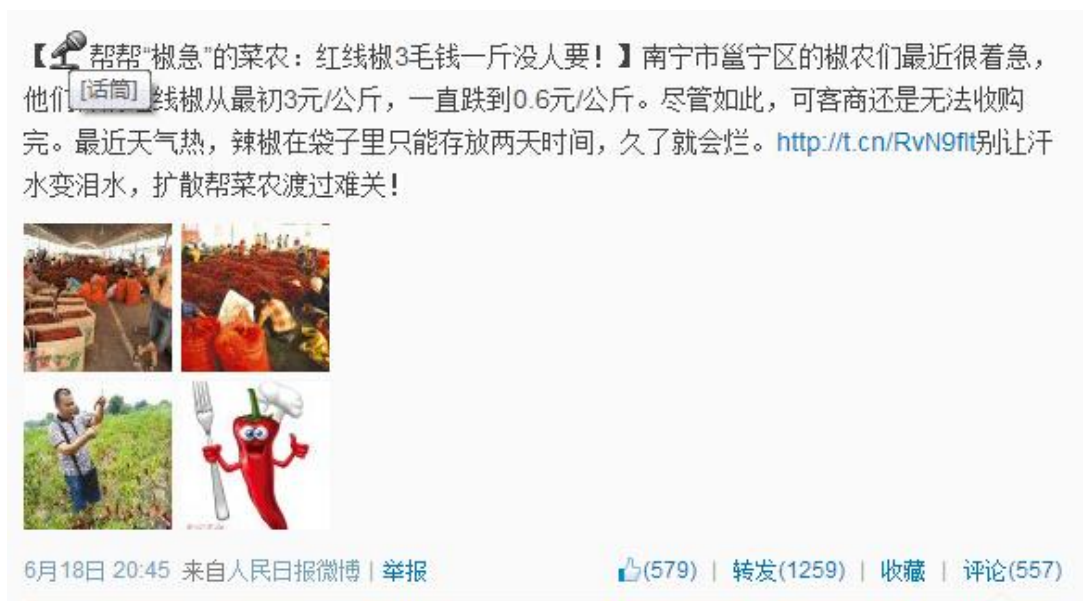 【帮帮“椒急”的菜农：红线椒3毛钱一斤没人要！】南宁市邕宁区的椒农们最近很着急，
他们 [话筒] 线椒从最初3元/公斤，一直跌到0.6元/公斤。尽管如此，可客商还是无法收购
完。最近天气热，辣椒在袋子里只能存放两天时间，久了就会烂。http://t.cn/RvN9flt别让汗
水变泪水，扩散帮菜农渡过难关！
6月18日 20:45 来自人民日报微博 | 举报 (579) | 转发(1259) | 收藏 | 评论(557)